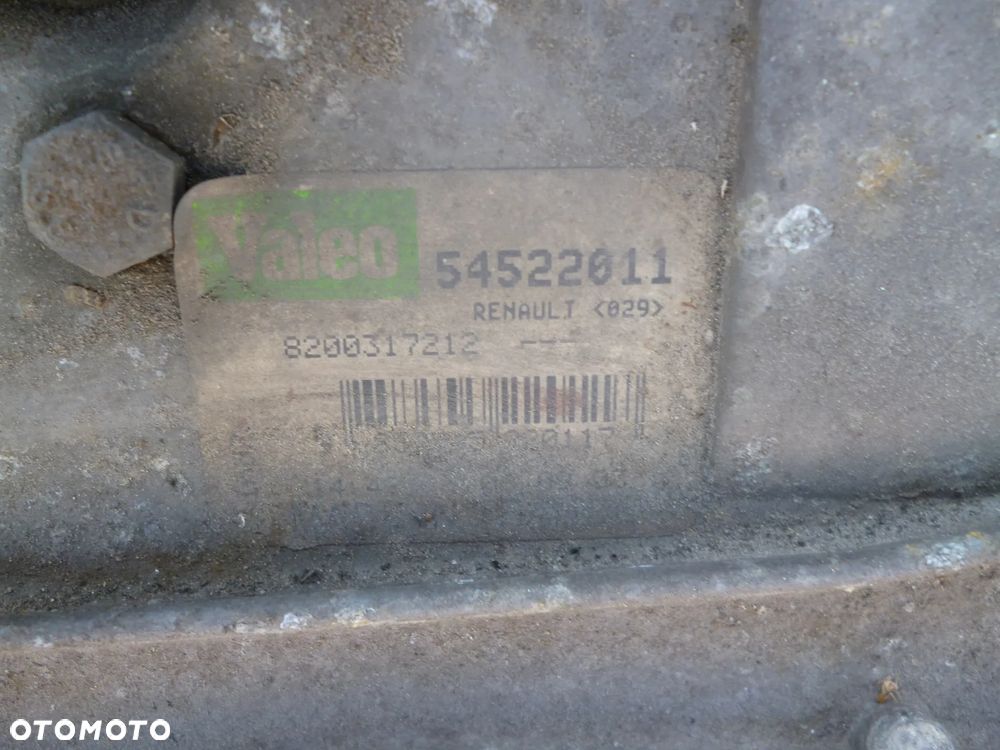 Valeo
54522011
RENAULT <029>
8200317212 ---
OTOMOTO